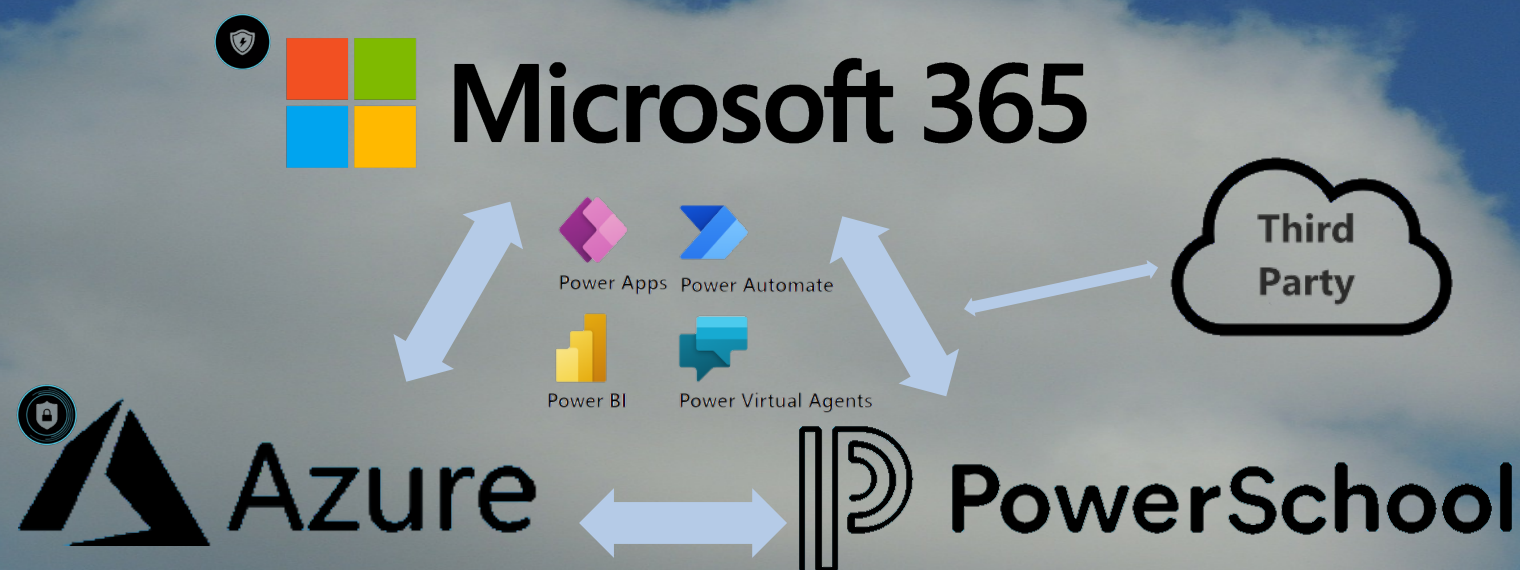 Microsoft 365
Power Apps
Power Automate
Power BI
Power Virtual Agents
Third
Party
Azure
PowerSchool